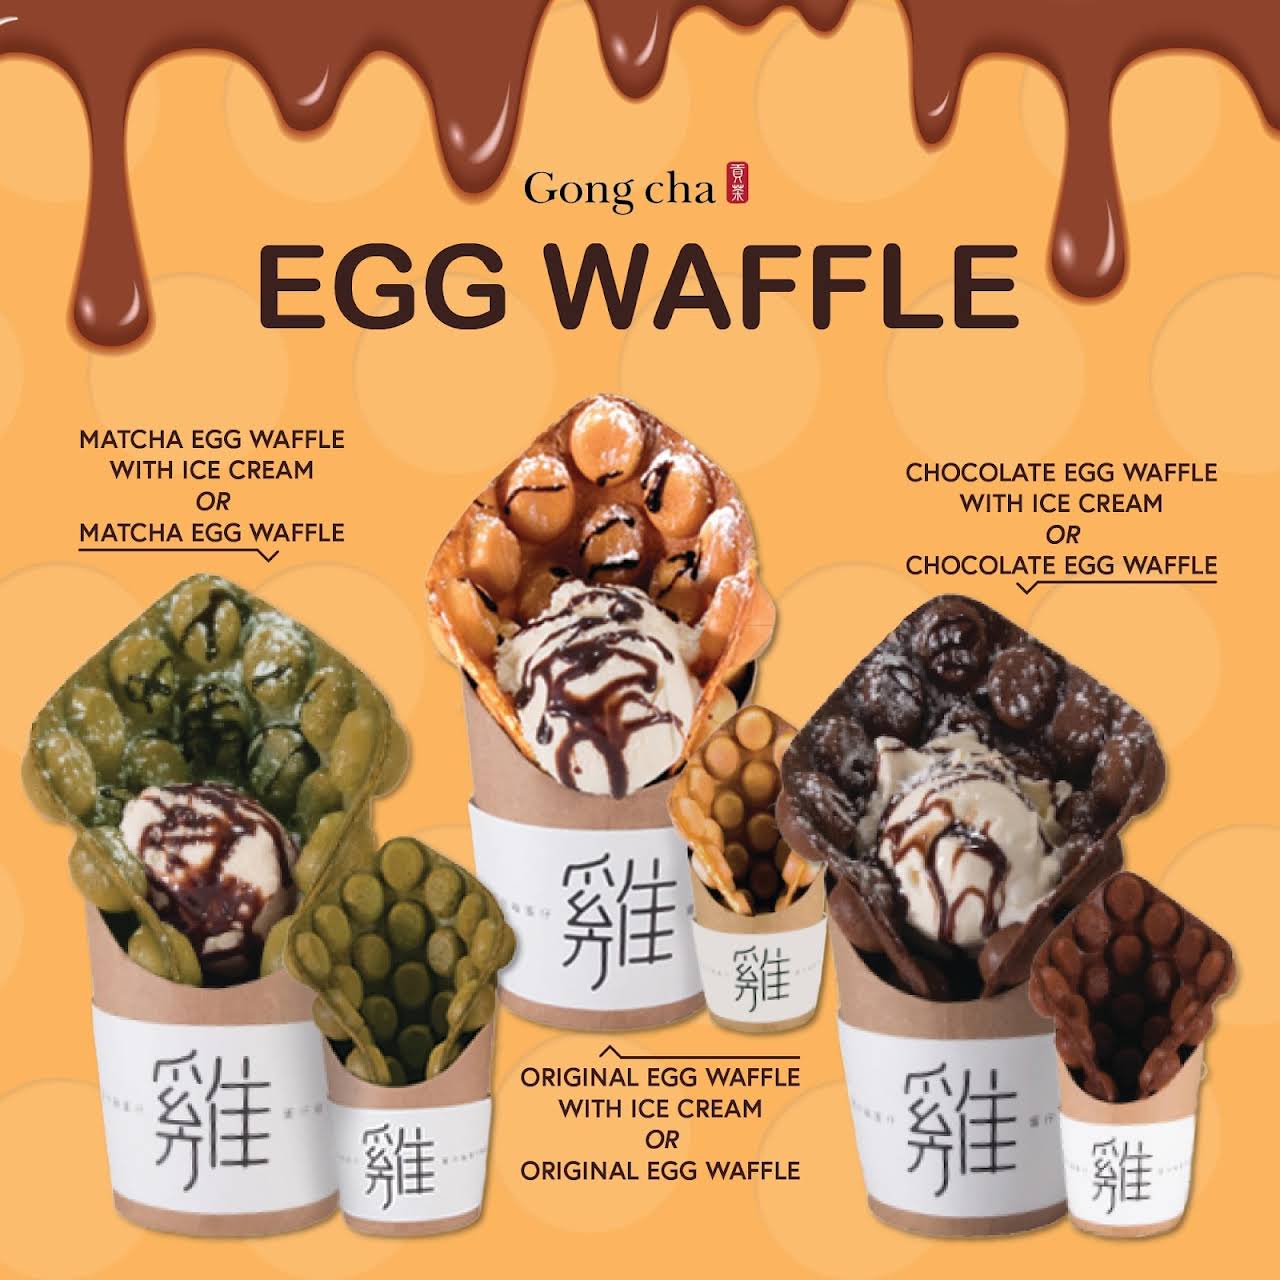 Gong cha 貢茶
EGG WAFFLE
MATCHA EGG WAFFLE
WITH ICE CREAM
OR
MATCHA EGG WAFFLE
CHOCOLATE EGG WAFFLE
WITH ICE CREAM
OR
CHOCOLATE EGG WAFFLE
雞
雞
雞
雞
雞
雞
ORIGINAL EGG WAFFLE
WITH ICE CREAM
OR
ORIGINAL EGG WAFFLE